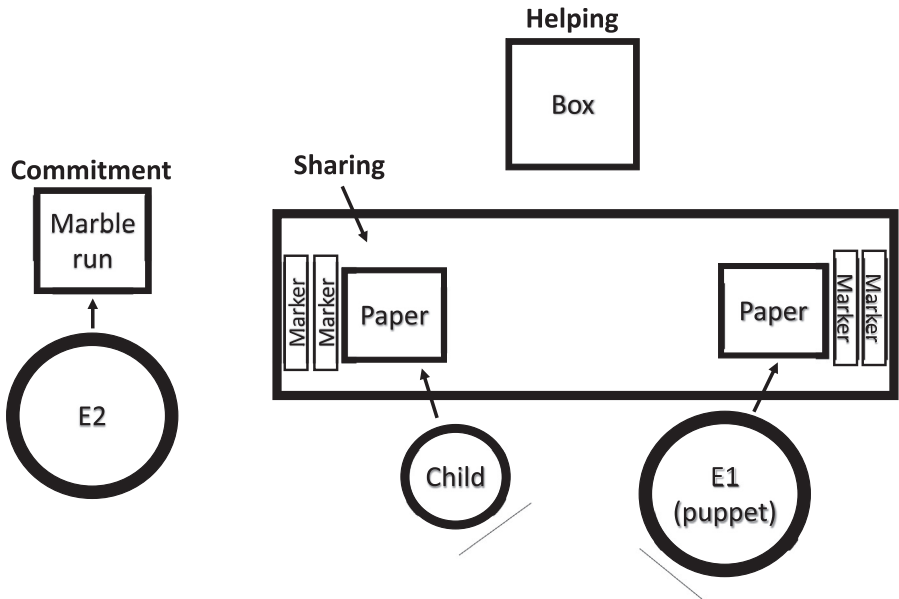 Helping
Box
Commitment
Marble
run
Sharing
Marker
Marker
Paper
Paper
Marker
Marker
E2
Child
E1
(puppet)